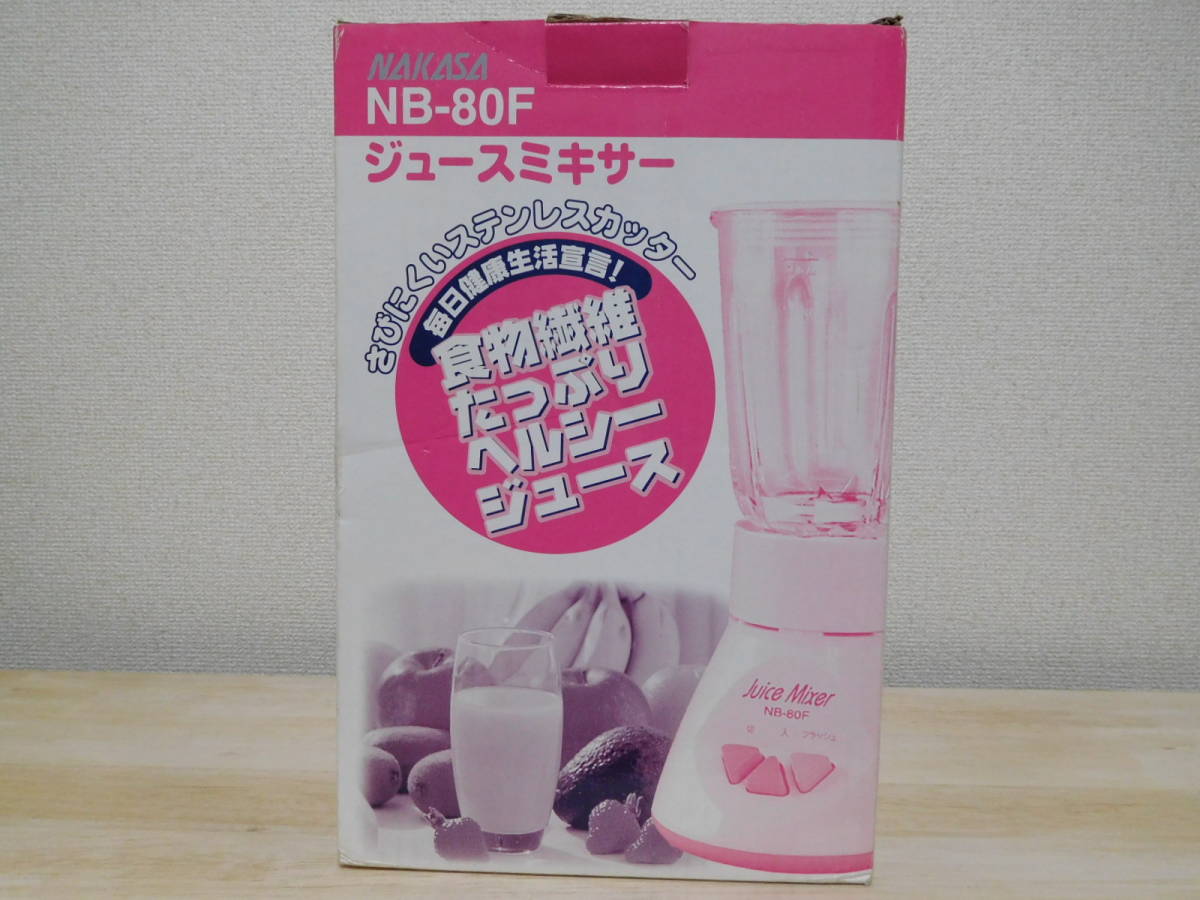 NAKASA
NB-80F
ジュースミキサー
さびにくいステンレスカッター
毎日健康生活宣言!
食物繊維
たっぷり
ヘルシー
ジュース
Juice Mixer
NB-80F
切 入 フラッシュ